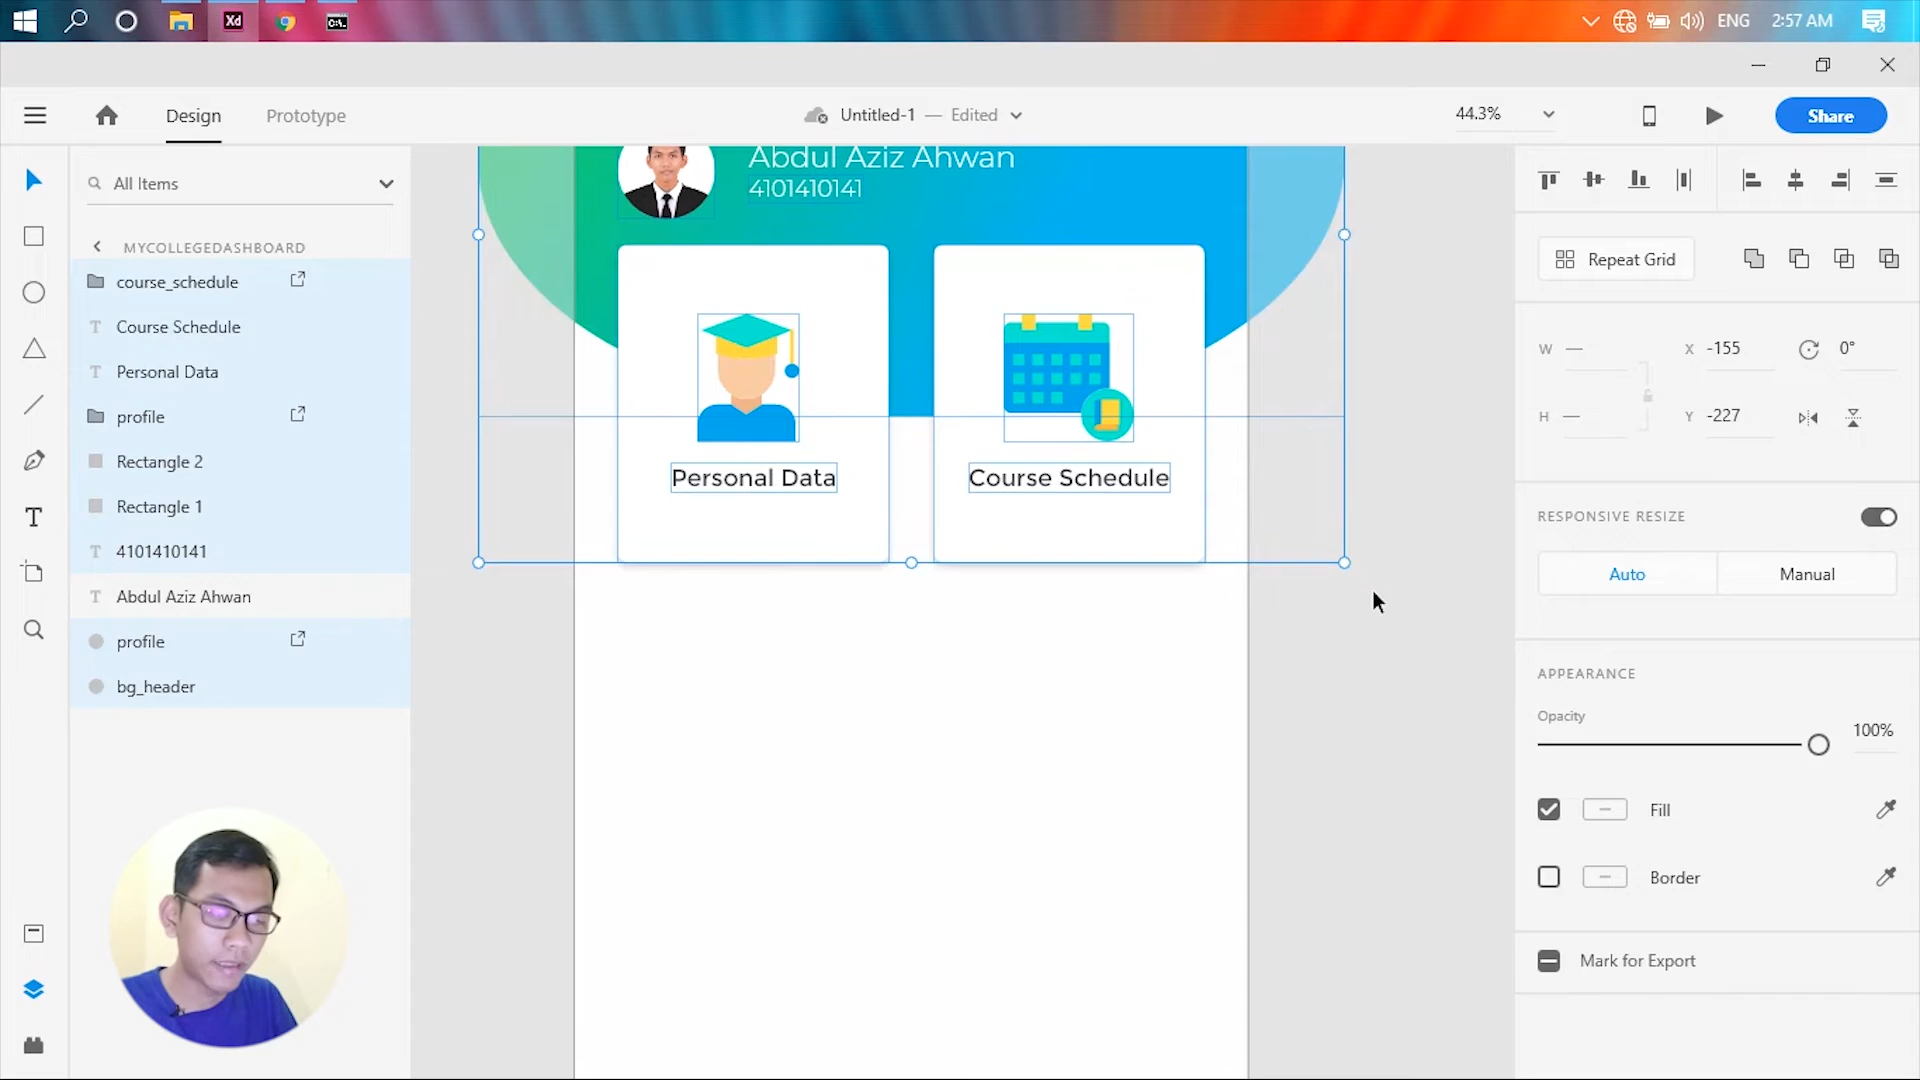 Xd
C:\
ENG
2:57 AM
Design
Prototype
Untitled-1 — Edited
44.3%
Share
All Items
MYCOLLEGEDASHBOARD
course_schedule
Course Schedule
Personal Data
profile
Rectangle 2
Rectangle 1
4101410141
Abdul Aziz Ahwan
profile
bg_header
Abdul Aziz Ahwan
4101410141
Personal Data
Course Schedule
Repeat Grid
W —
X -155
0°
H —
Y -227
RESPONSIVE RESIZE
Auto
Manual
APPEARANCE
Opacity
100%
Fill
Border
Mark for Export